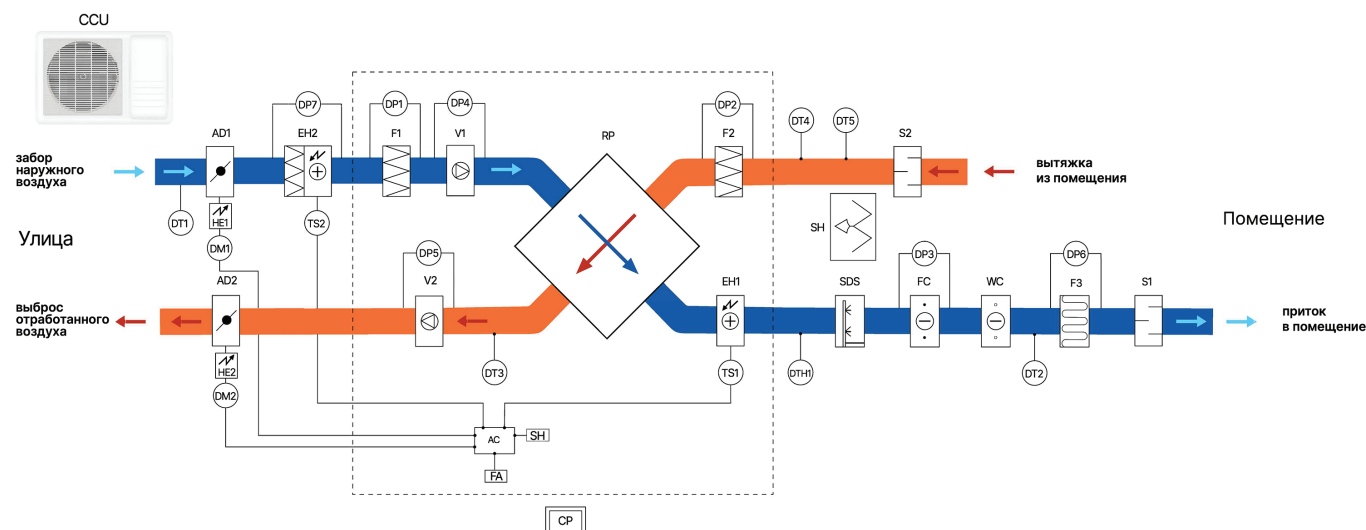 CCU
DP7
DP1
DP4
DP2
DT4
DT5
S2
AD1
EH2
F1
V1
RP
F2
забор
наружного
воздуха
вытяжка
из помещения
DT1
HE1
TS2
DM1
SH
Улица
Помещение
DP5
DP3
DP6
AD2
V2
EH1
SDS
FC
WC
F3
S1
выброс
отработанного
воздуха
приток
в помещение
HE2
DT3
TS1
DTH1
DT2
DM2
AC
SH
FA
CP